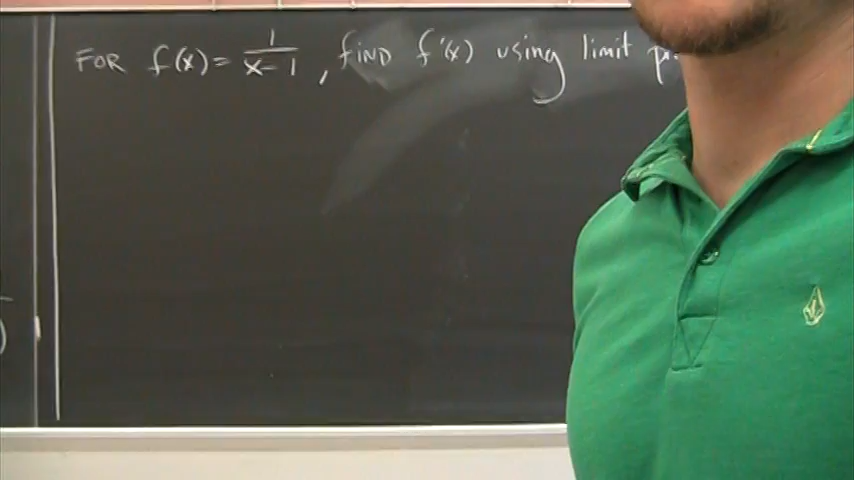 FOR f(x) = 1/(x-1), find f'(x) using limit